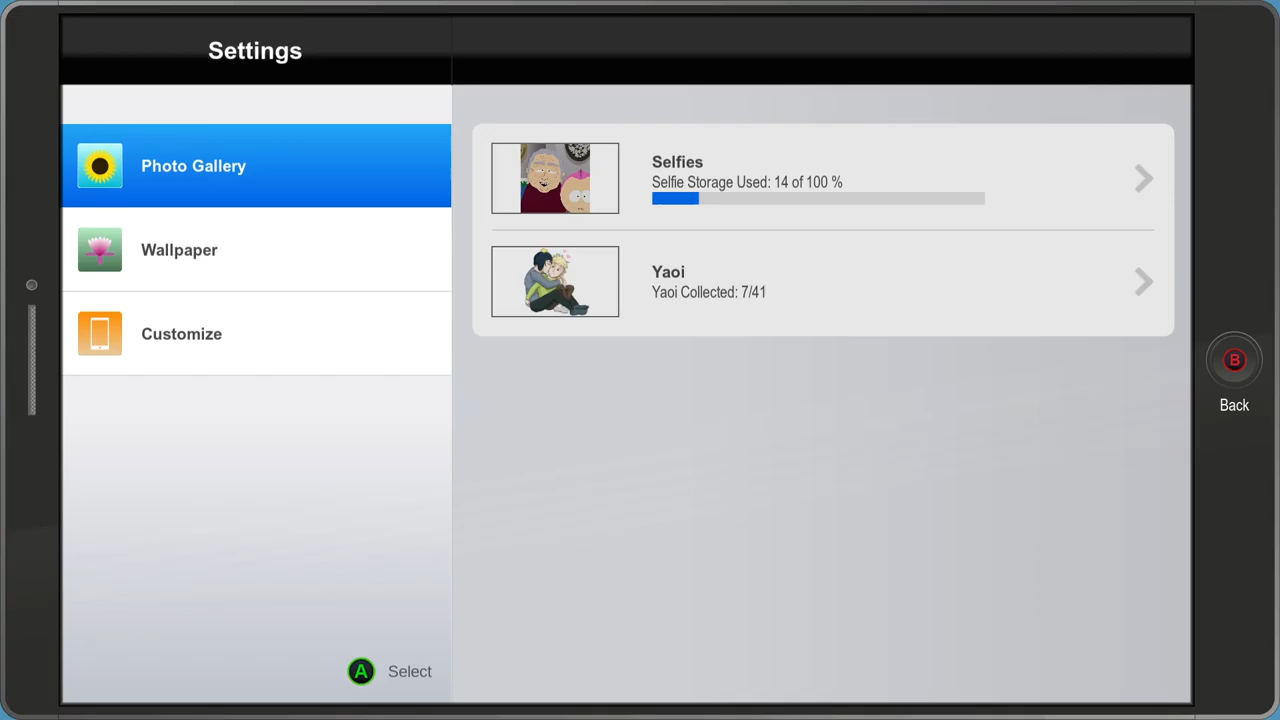 Settings
Photo Gallery
Wallpaper
Customize
Selfies
Selfie Storage Used: 14 of 100 %
Yaoi
Yaoi Collected: 7/41
B
Back
A Select